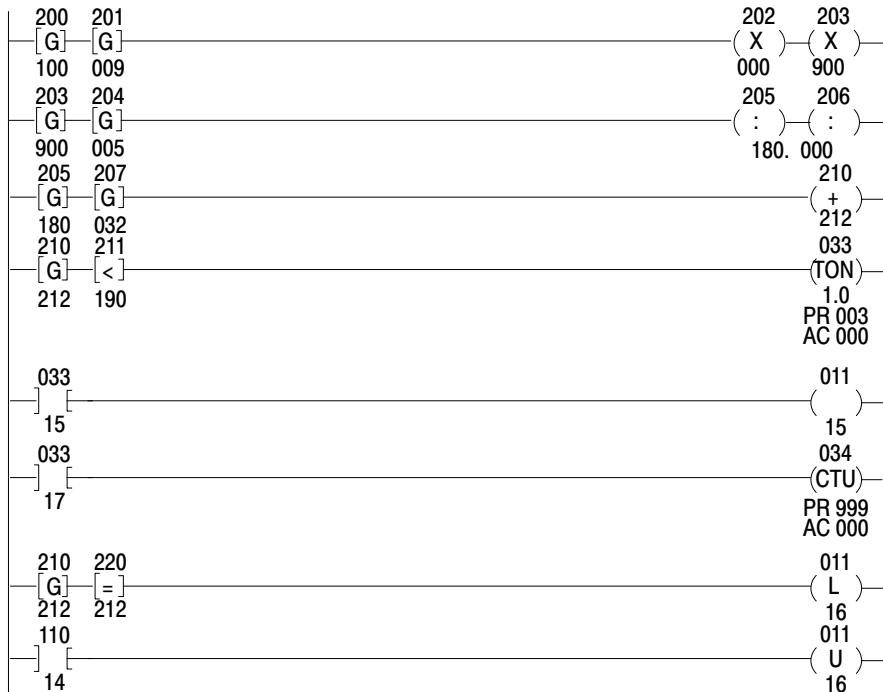 200 201 202 203
[G] [G] ( X ) ( X )
100 009 000 900
203 204 205 206
[G] [G] ( : ) ( : )
900 005 180. 000
205 207 210
[G] [G] ( + )
180 032 212
210 211 033
[G] [<] (TON)
212 190 1.0
PR 003
AC 000
033 011
] [ ( )
15 15
033 034
] [ (CTU)
17 PR 999
AC 000
210 220 011
[G] [=] ( L )
212 212 16
110 011
] [ ( U )
14 16